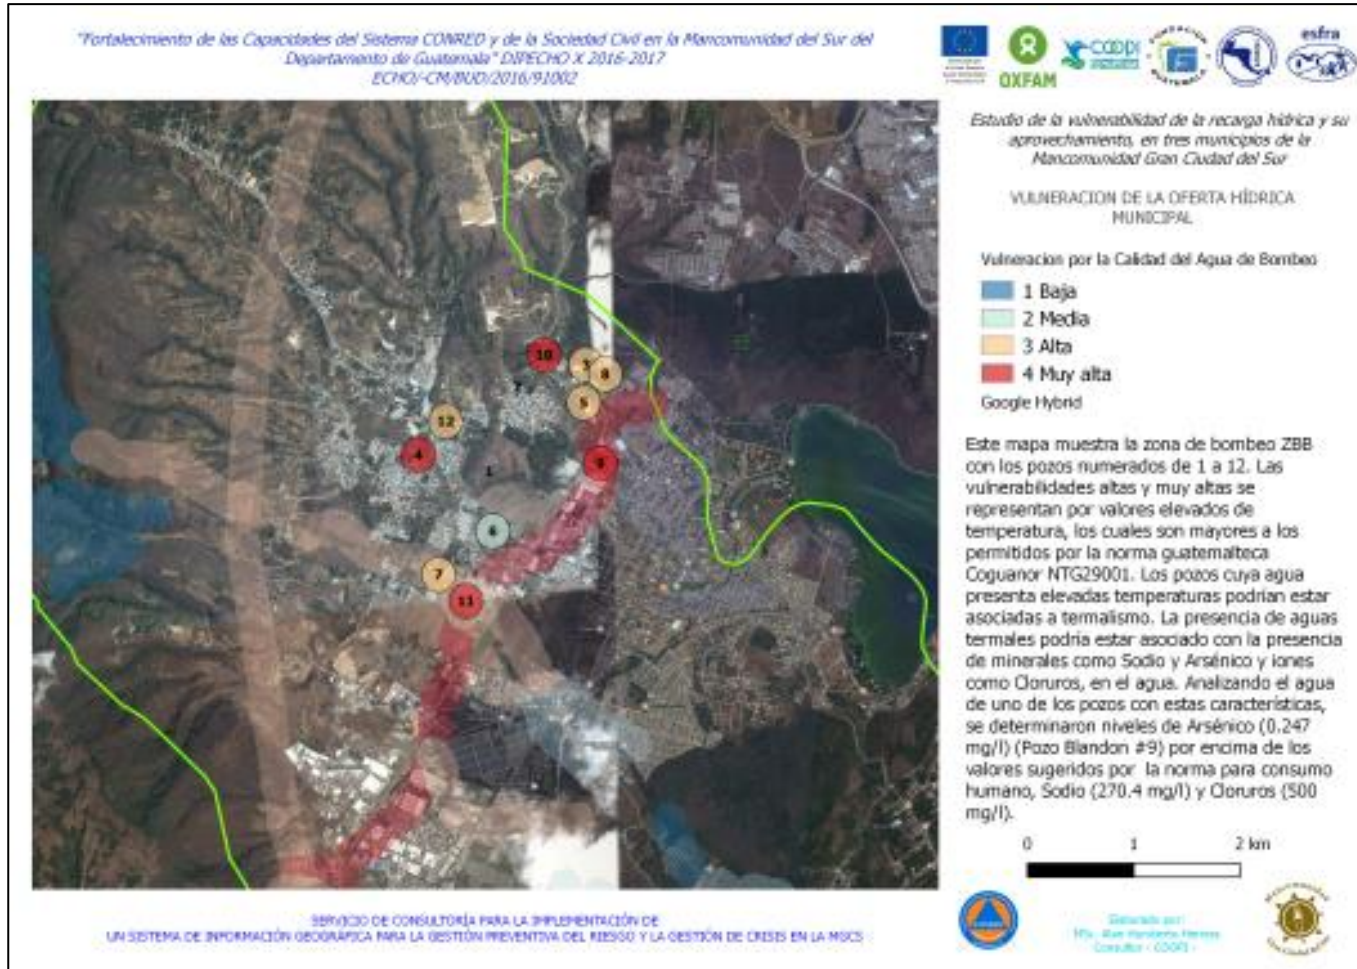 "Fortalecimiento de las Capacidades del Sistema CONRED y de la Sociedad Civil en la Mancomunidad del Sur del
Departamento de Guatemala" DIPECHO X 2016-2017
ECHO/-CM/BUD/2016/91002
OXFAM
esfra
Estudio de la vulnerabilidad de la recarga hídrica y su
aprovechamiento, en tres municipios de la
Mancomunidad Gran Ciudad del Sur
VULNERACION DE LA OFERTA HÍDRICA
MUNICIPAL
Vulneracion por la Calidad del Agua de Bombeo
1 Baja
2 Media
3 Alta
4 Muy alta
Google Hybrid
Este mapa muestra la zona de bombeo ZBB
con los pozos numerados de 1 a 12. Las
vulnerabilidades altas y muy altas se
representan por valores elevados de
temperatura, los cuales son mayores a los
permitidos por la norma guatemalteca
Coguanor NTG29001. Los pozos cuya agua
presenta elevadas temperaturas podrían estar
asociadas a termalismo. La presencia de aguas
termales podría estar asociado con la presencia
de minerales como Sodio y Arsénico y iones
como Cloruros, en el agua. Analizando el agua
de uno de los pozos con estas características,
se determinaron niveles de Arsénico (0.247
mg/l) (Pozo Blandon #9) por encima de los
valores sugeridos por la norma para consumo
humano, Sodio (270.4 mg/l) y Cloruros (500
mg/l).
0 1 2 km
10
3
8
5
12
4
9
1
6
7
11
SERVICIO DE CONSULTORÍA PARA LA IMPLEMENTACIÓN DE
UN SISTEMA DE INFORMACIÓN GEOGRÁFICA PARA LA GESTIÓN PREVENTIVA DEL RIESGO Y LA GESTIÓN DE CRISIS EN LA MGCS
Elaborado por: